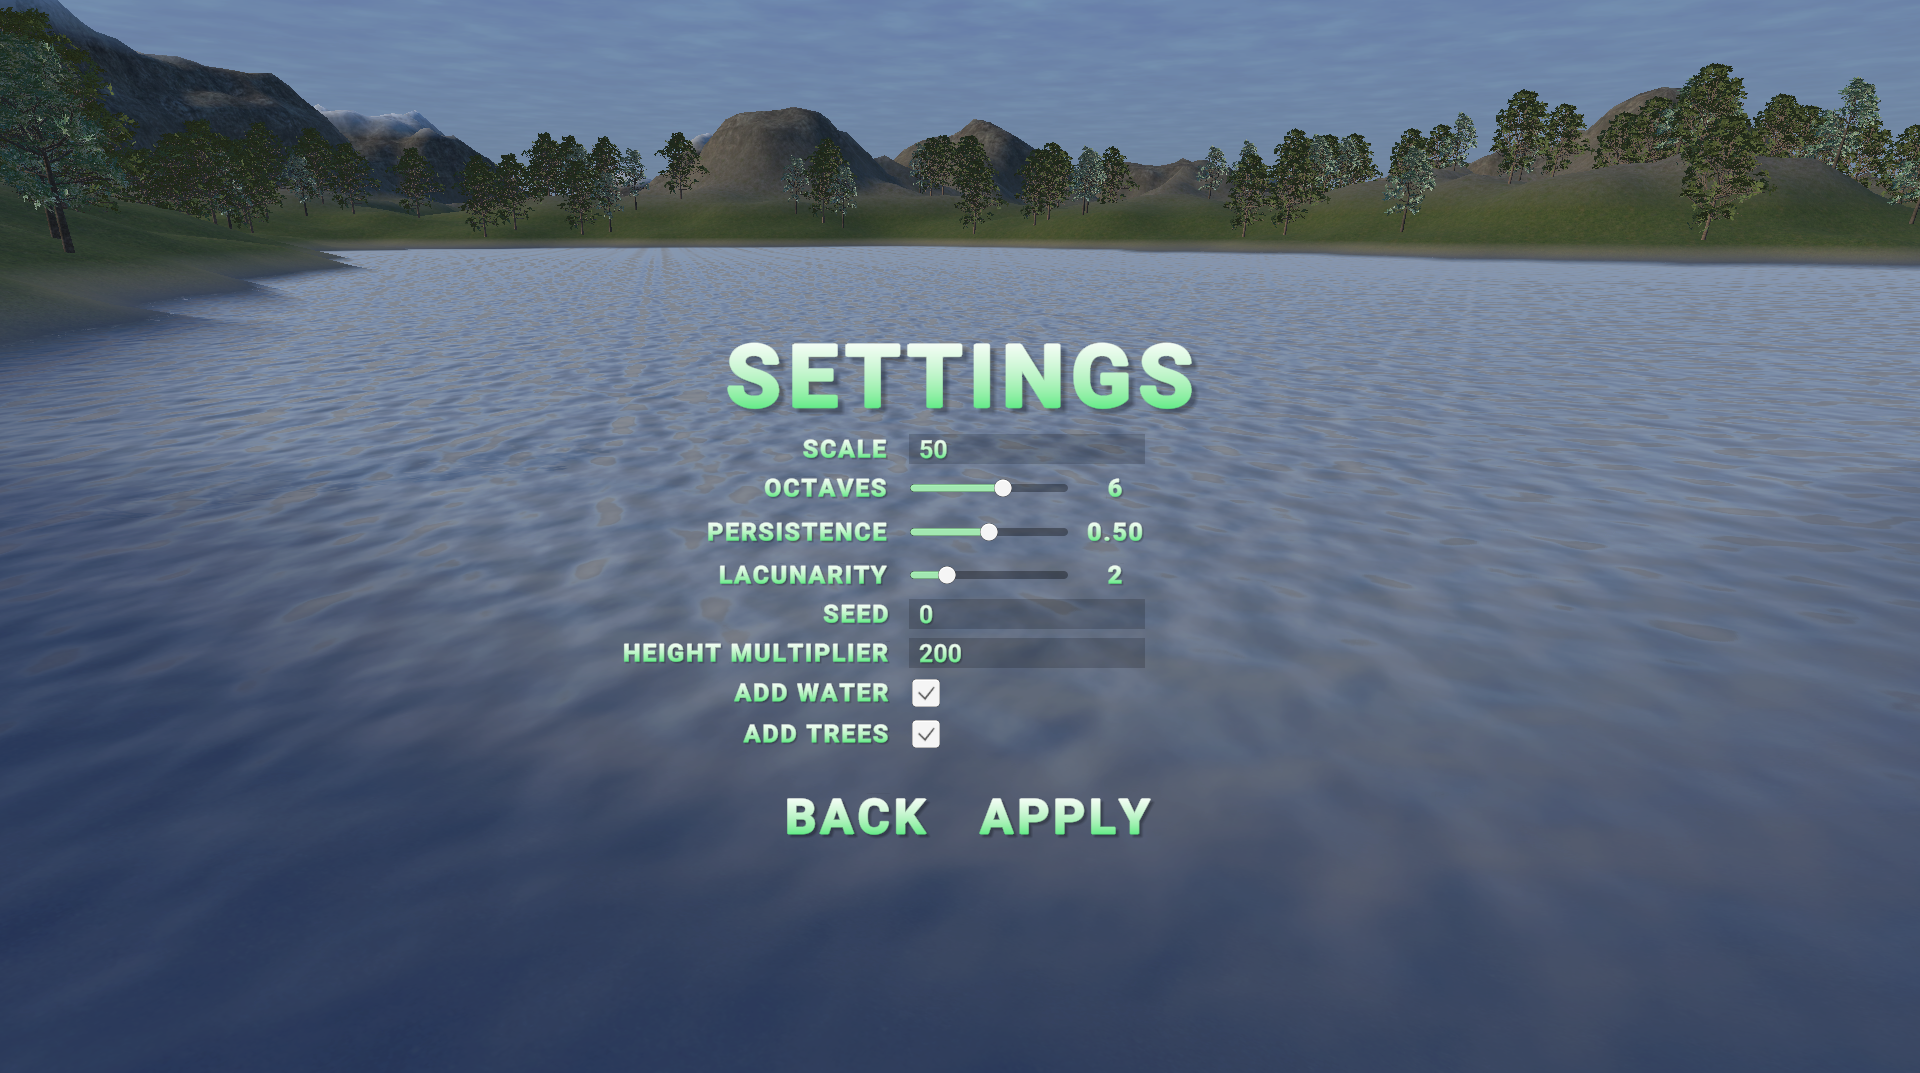 SETTINGS
SCALE 50
OCTAVES 6
PERSISTENCE 0.50
LACUNARITY 2
SEED 0
HEIGHT MULTIPLIER 200
ADD WATER
ADD TREES
BACK APPLY